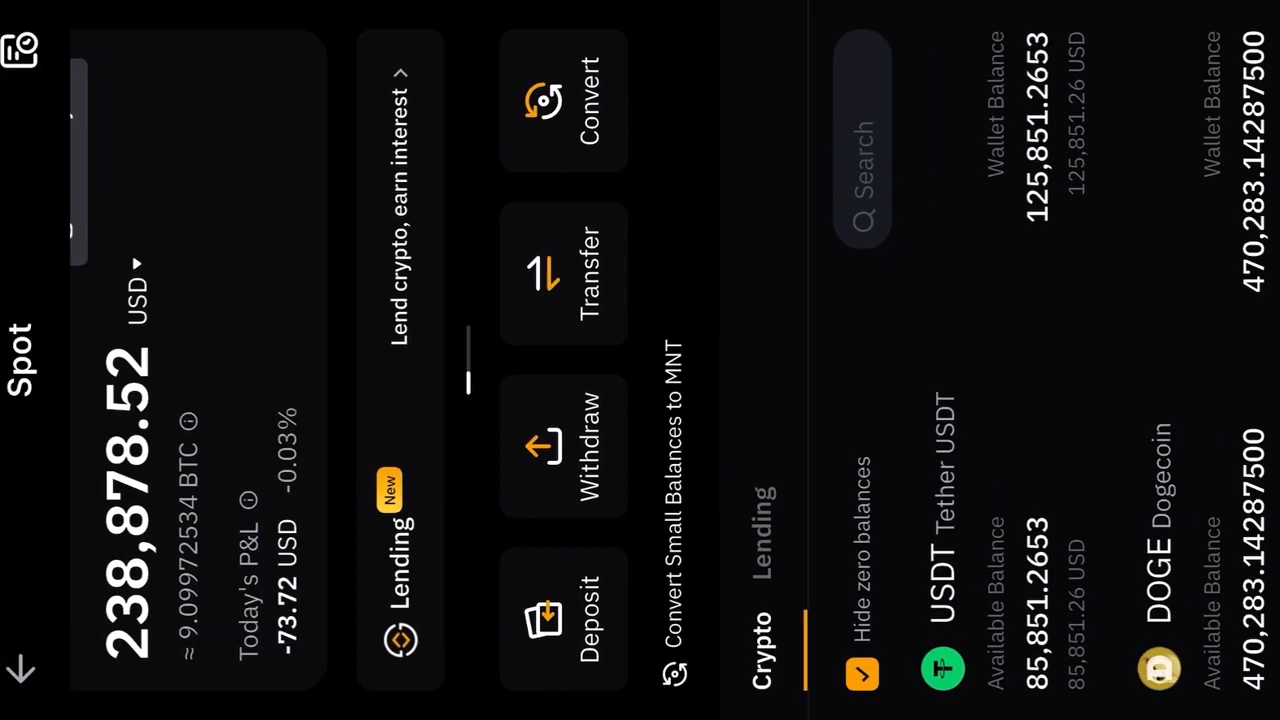 Spot
238,878.52 USD
≈ 9.09972534 BTC
Today's P&L
-73.72 USD -0.03%
Lending New Lend crypto, earn interest >
Deposit Withdraw Transfer Convert
Convert Small Balances to MNT
Crypto Lending
Hide zero balances Search
USDT Tether USDT
Available Balance Wallet Balance
85,851.2653 125,851.2653
85,851.26 USD 125,851.26 USD
DOGE Dogecoin
Available Balance Wallet Balance
470,283.14287500 470,283.14287500